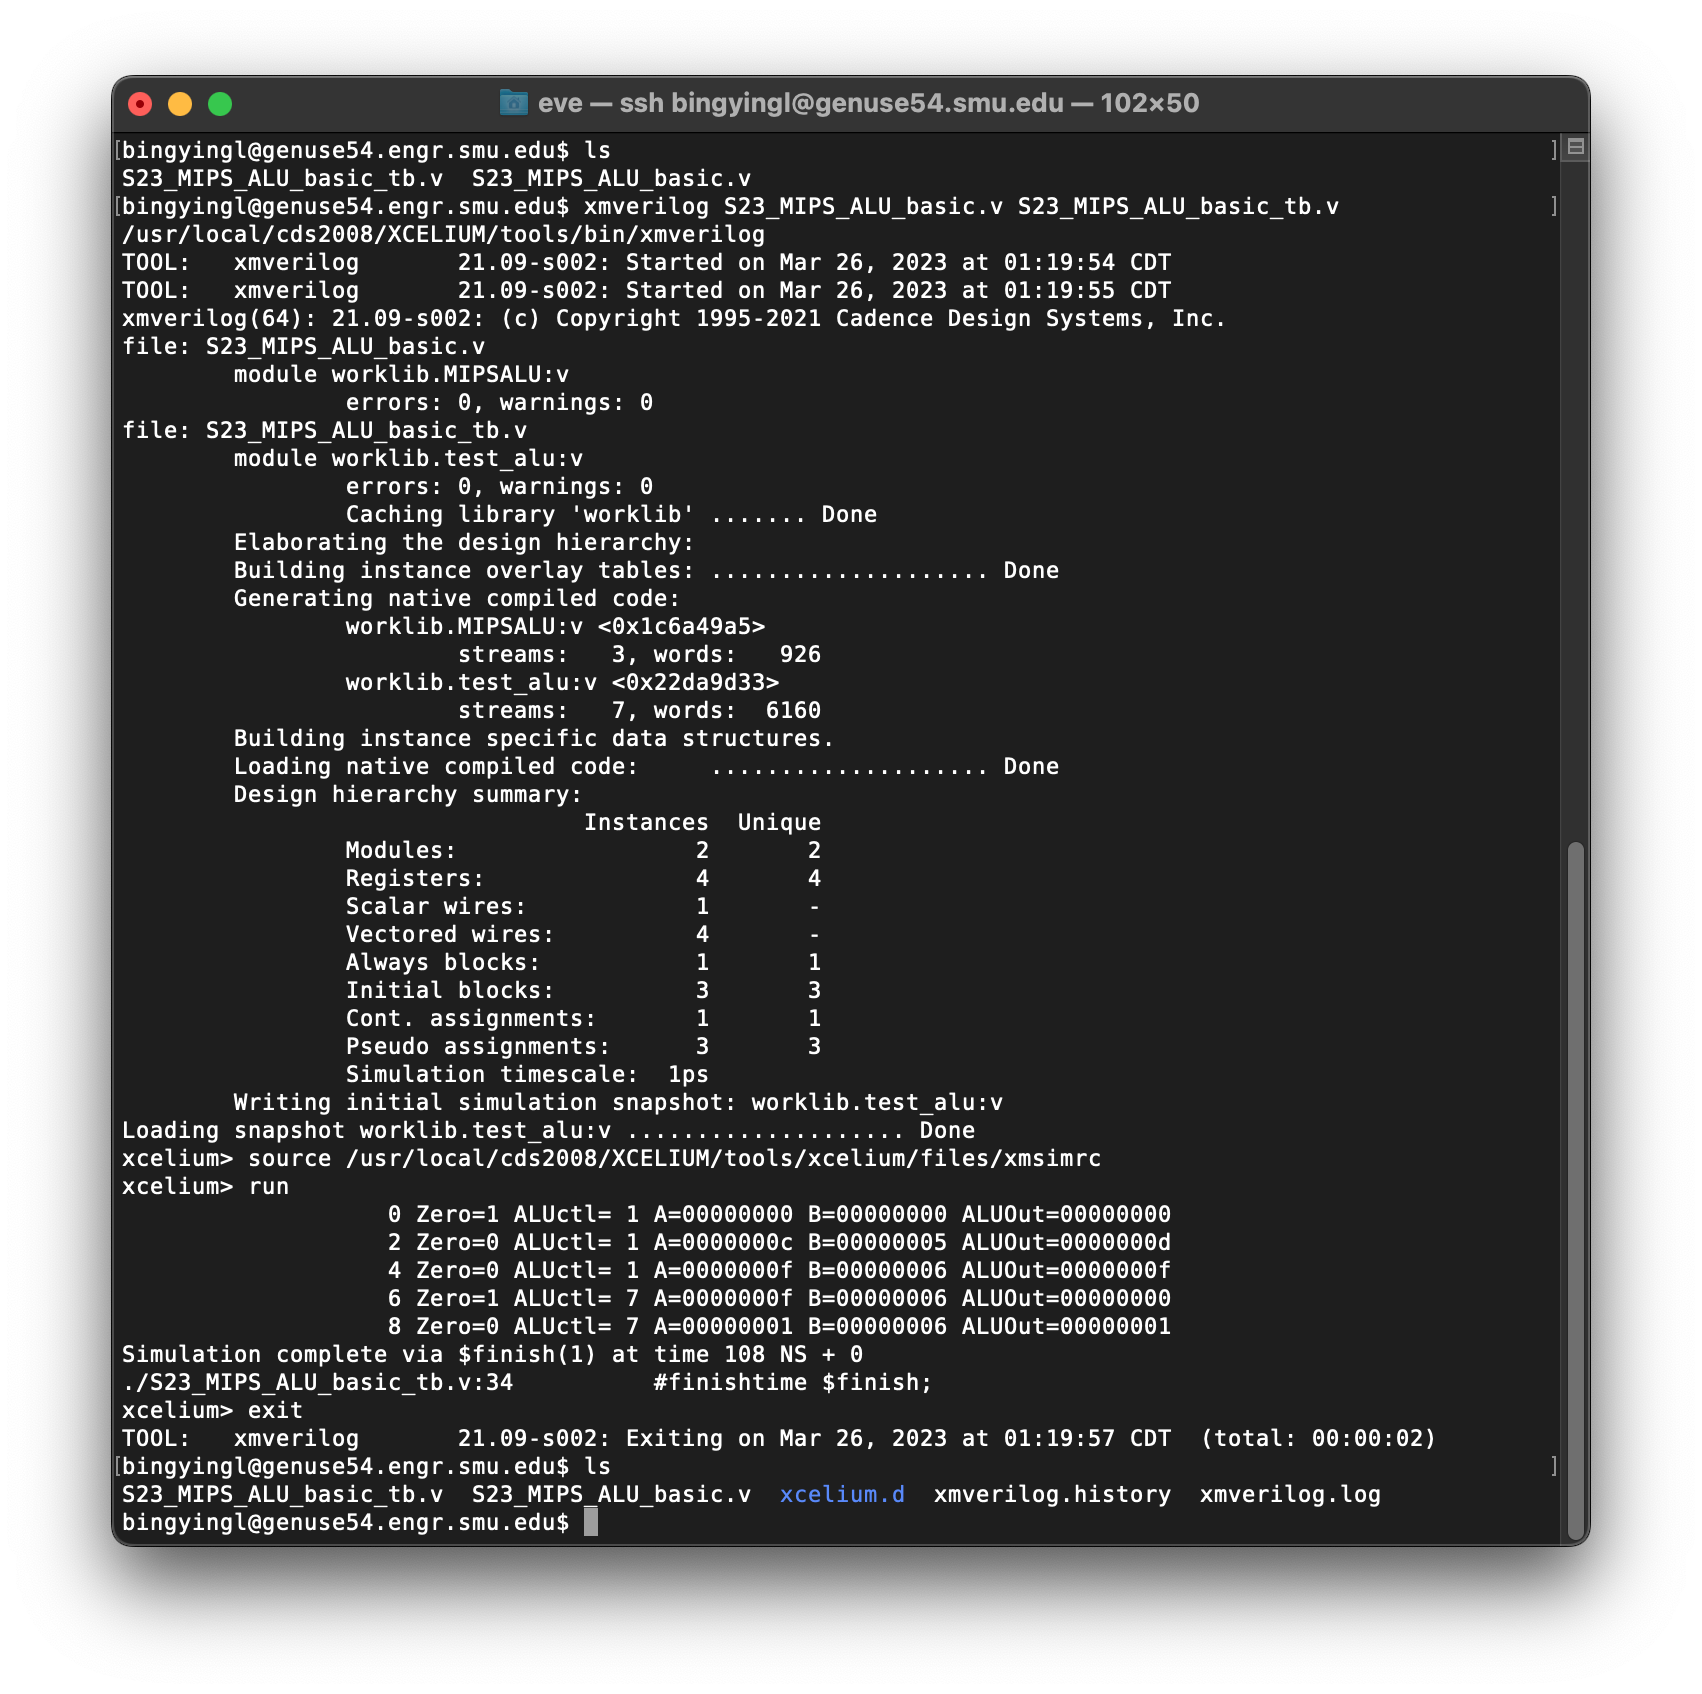 eve — ssh bingyingl@genuse54.smu.edu — 102×50
[bingyingl@genuse54.engr.smu.edu$ ls ]
S23_MIPS_ALU_basic_tb.v  S23_MIPS_ALU_basic.v
[bingyingl@genuse54.engr.smu.edu$ xmverilog S23_MIPS_ALU_basic.v S23_MIPS_ALU_basic_tb.v ]
/usr/local/cds2008/XCELIUM/tools/bin/xmverilog
TOOL:   xmverilog       21.09-s002: Started on Mar 26, 2023 at 01:19:54 CDT
TOOL:   xmverilog       21.09-s002: Started on Mar 26, 2023 at 01:19:55 CDT
xmverilog(64): 21.09-s002: (c) Copyright 1995-2021 Cadence Design Systems, Inc.
file: S23_MIPS_ALU_basic.v
        module worklib.MIPSALU:v
                errors: 0, warnings: 0
file: S23_MIPS_ALU_basic_tb.v
        module worklib.test_alu:v
                errors: 0, warnings: 0
                Caching library 'worklib' ....... Done
        Elaborating the design hierarchy:
        Building instance overlay tables: .................... Done
        Generating native compiled code:
                worklib.MIPSALU:v <0x1c6a49a5>
                        streams:   3, words:   926
                worklib.test_alu:v <0x22da9d33>
                        streams:   7, words:  6160
        Building instance specific data structures.
        Loading native compiled code:     .................... Done
        Design hierarchy summary:
                                 Instances  Unique
                Modules:                 2       2
                Registers:               4       4
                Scalar wires:            1       -
                Vectored wires:          4       -
                Always blocks:           1       1
                Initial blocks:          3       3
                Cont. assignments:       1       1
                Pseudo assignments:      3       3
                Simulation timescale:  1ps
        Writing initial simulation snapshot: worklib.test_alu:v
Loading snapshot worklib.test_alu:v .................... Done
xcelium> source /usr/local/cds2008/XCELIUM/tools/xcelium/files/xmsimrc
xcelium> run
                   0 Zero=1 ALUctl= 1 A=00000000 B=00000000 ALUOut=00000000
                   2 Zero=0 ALUctl= 1 A=0000000c B=00000005 ALUOut=0000000d
                   4 Zero=0 ALUctl= 1 A=0000000f B=00000006 ALUOut=0000000f
                   6 Zero=1 ALUctl= 7 A=0000000f B=00000006 ALUOut=00000000
                   8 Zero=0 ALUctl= 7 A=00000001 B=00000006 ALUOut=00000001
Simulation complete via $finish(1) at time 108 NS + 0
./S23_MIPS_ALU_basic_tb.v:34          #finishtime $finish;
xcelium> exit
TOOL:   xmverilog       21.09-s002: Exiting on Mar 26, 2023 at 01:19:57 CDT  (total: 00:00:02)
[bingyingl@genuse54.engr.smu.edu$ ls ]
S23_MIPS_ALU_basic_tb.v  S23_MIPS_ALU_basic.v  xcelium.d  xmverilog.history  xmverilog.log
bingyingl@genuse54.engr.smu.edu$